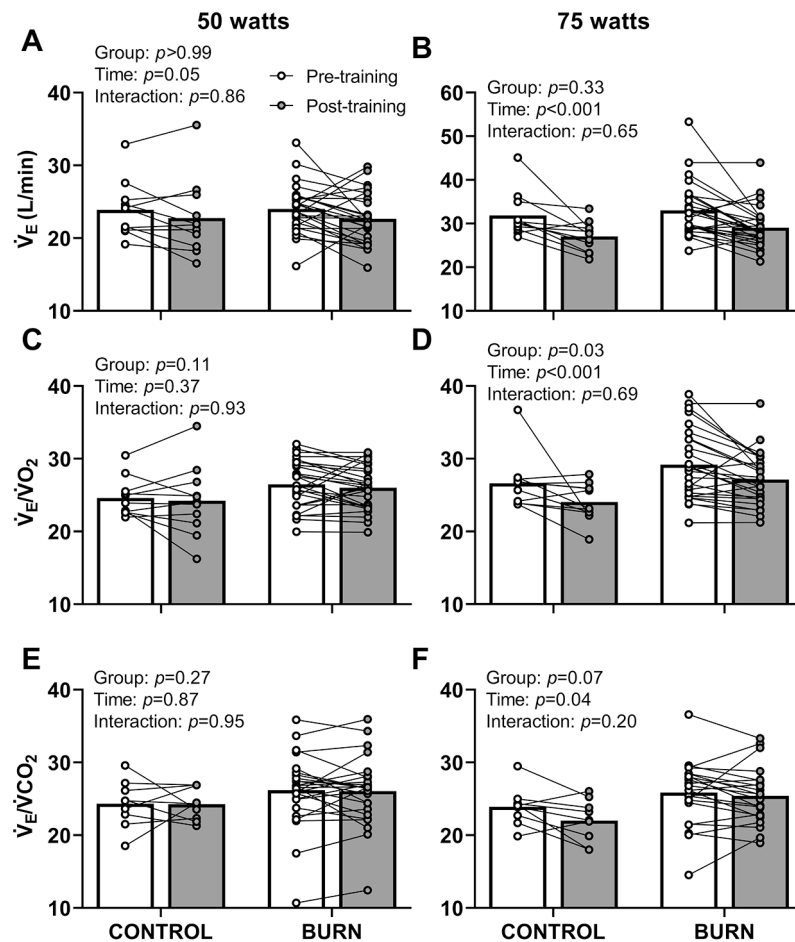 50 watts
75 watts
A
Group: p>0.99
Time: p=0.05
Interaction: p=0.86
Pre-training
Post-training
V̇E (L/min)
40
30
20
10
B
Group: p=0.33
Time: p<0.001
Interaction: p=0.65
60
50
40
30
20
10
C
Group: p=0.11
Time: p=0.37
Interaction: p=0.93
V̇E/V̇O2
40
30
20
10
D
Group: p=0.03
Time: p<0.001
Interaction: p=0.69
40
30
20
10
E
Group: p=0.27
Time: p=0.87
Interaction: p=0.95
V̇E/V̇CO2
40
30
20
10
CONTROL
BURN
F
Group: p=0.07
Time: p=0.04
Interaction: p=0.20
40
30
20
10
CONTROL
BURN